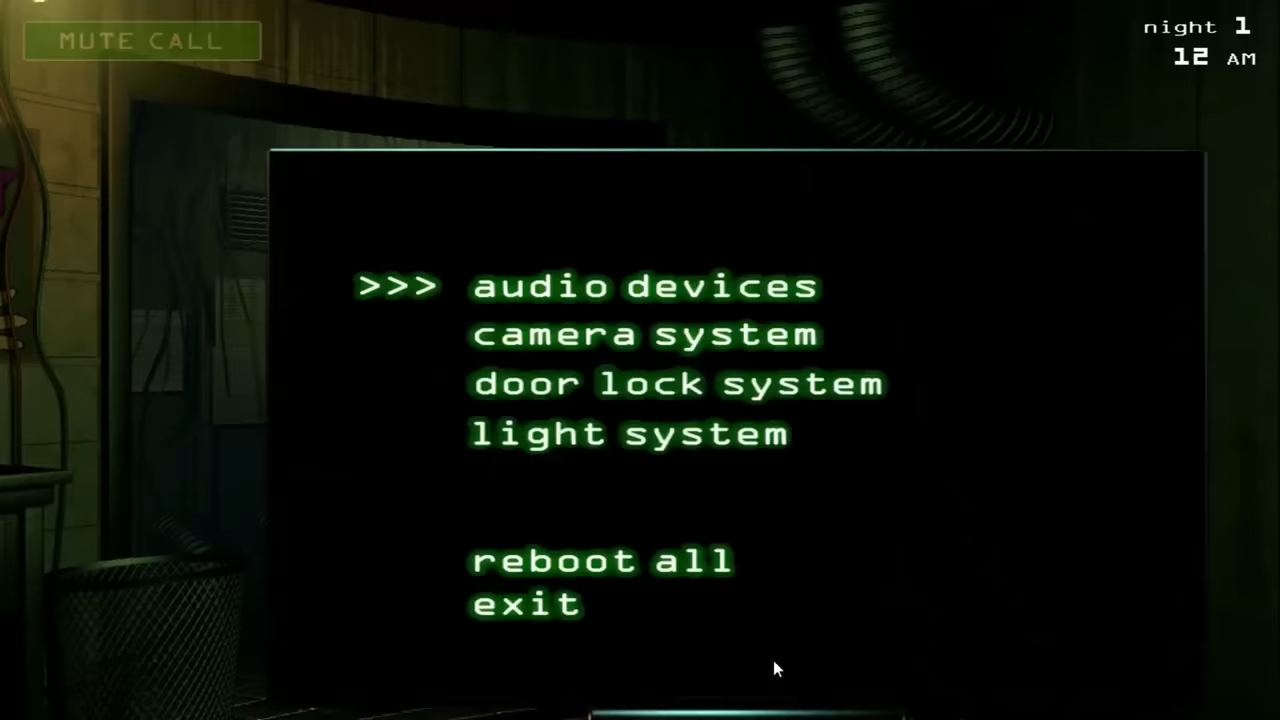 MUTE CALL
night 1
12 AM
>>> audio devices
camera system
door lock system
light system
reboot all
exit